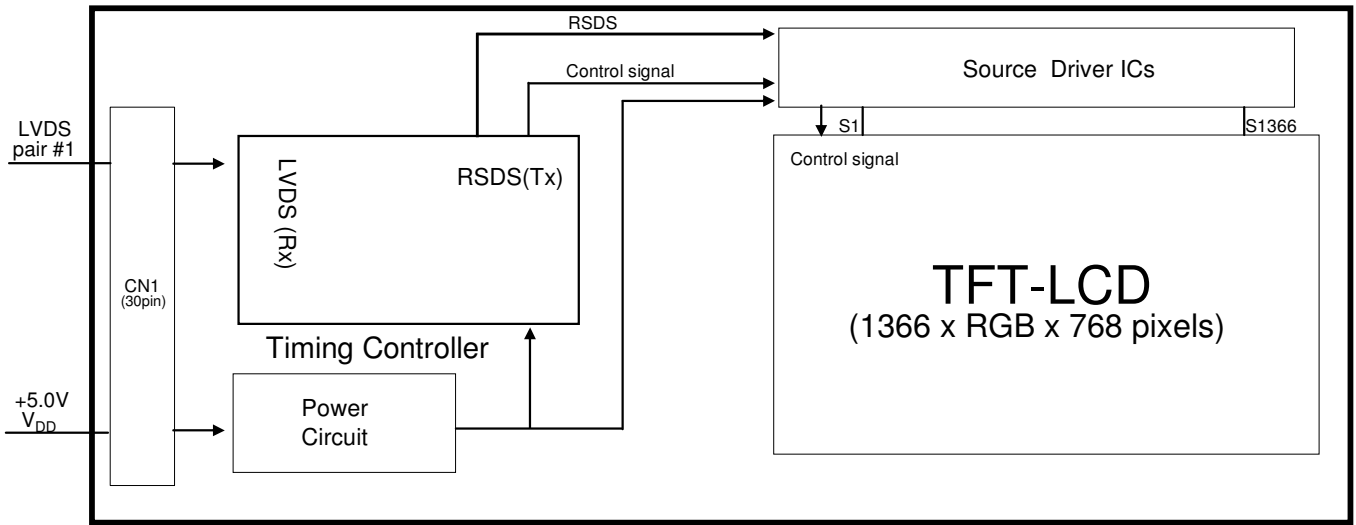 RSDS
Control signal
Source  Driver ICs
LVDS
pair #1
S1
S1366
Control signal
LVDS (Rx)
RSDS(Tx)
CN1
(30pin)
TFT-LCD
(1366 x RGB x 768 pixels)
Timing Controller
+5.0V
VDD
Power
Circuit